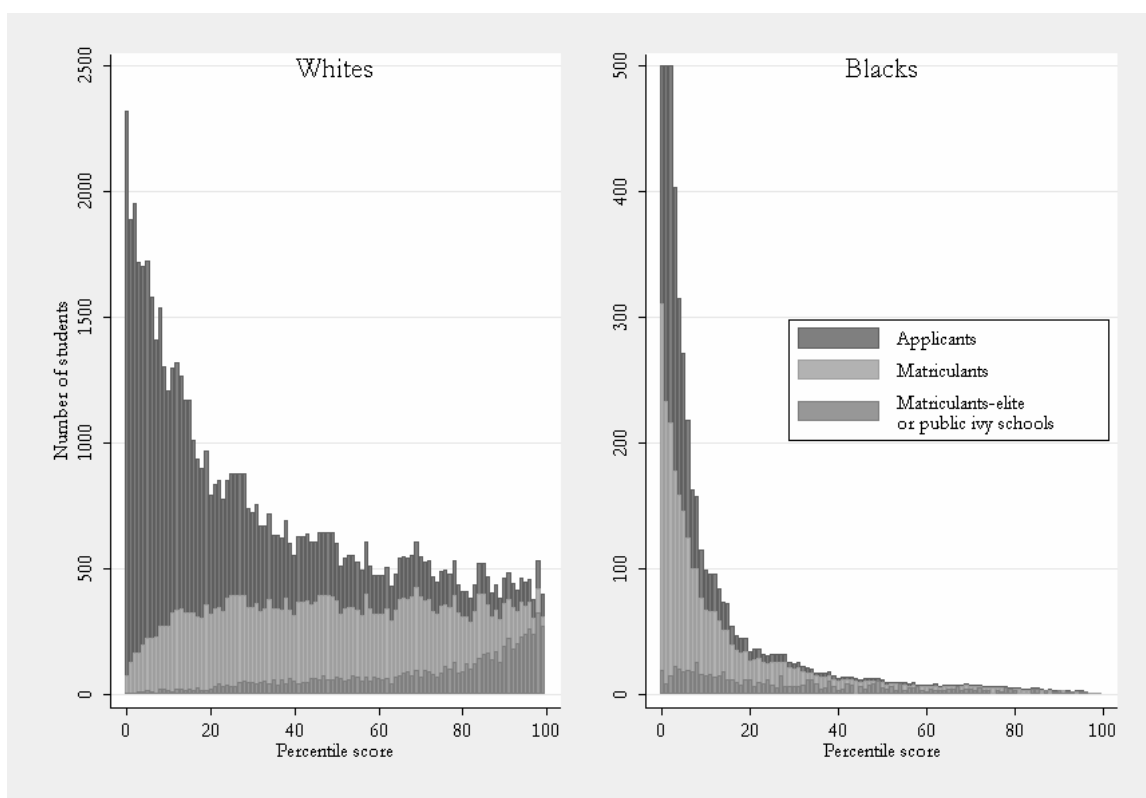 Whites
Number of students
2500
2000
1500
1000
500
0
0 20 40 60 80 100
Percentile score
Blacks
500
400
300
200
100
0
Applicants
Matriculants
Matriculants-elite
or public ivy schools
0 20 40 60 80 100
Percentile score